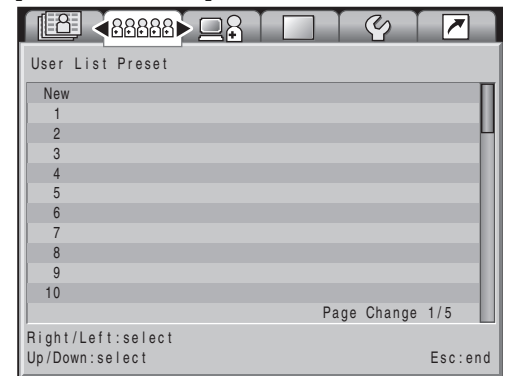 User List Preset
New
1
2
3
4
5
6
7
8
9
10
Page Change 1/5
Right/Left:select
Up/Down:select Esc:end